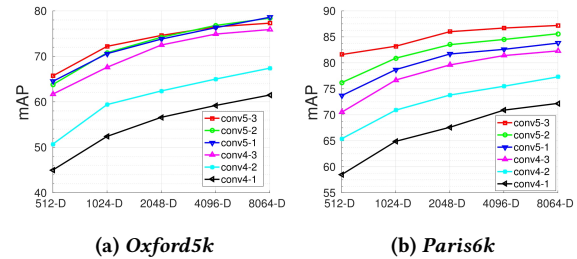 80
70
60
50
40
mAP
512-D 1024-D 2048-D 4096-D 8064-D
conv5-3
conv5-2
conv5-1
conv4-3
conv4-2
conv4-1
(a) Oxford5k
90
85
80
75
70
65
60
55
mAP
512-D 1024-D 2048-D 4096-D 8064-D
conv5-3
conv5-2
conv5-1
conv4-3
conv4-2
conv4-1
(b) Paris6k